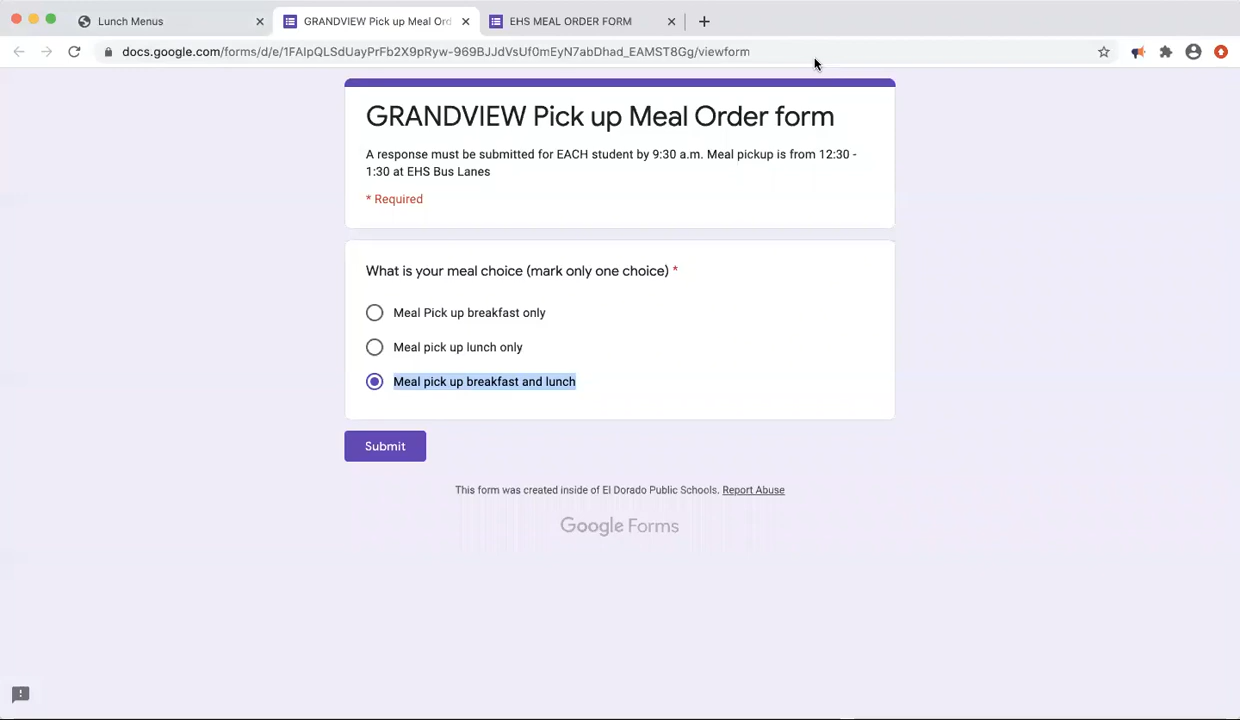 Lunch Menus
GRANDVIEW Pick up Meal Ord
EHS MEAL ORDER FORM
docs.google.com/forms/d/e/1FAIpQLSdUayPrFb2X9pRyw-969BJJdVsUf0mEyN7abDhad_EAMST8Gg/viewform
GRANDVIEW Pick up Meal Order form
A response must be submitted for EACH student by 9:30 a.m. Meal pickup is from 12:30 -
1:30 at EHS Bus Lanes
* Required
What is your meal choice (mark only one choice) *
Meal Pick up breakfast only
Meal pick up lunch only
Meal pick up breakfast and lunch
Submit
This form was created inside of El Dorado Public Schools. Report Abuse
Google Forms